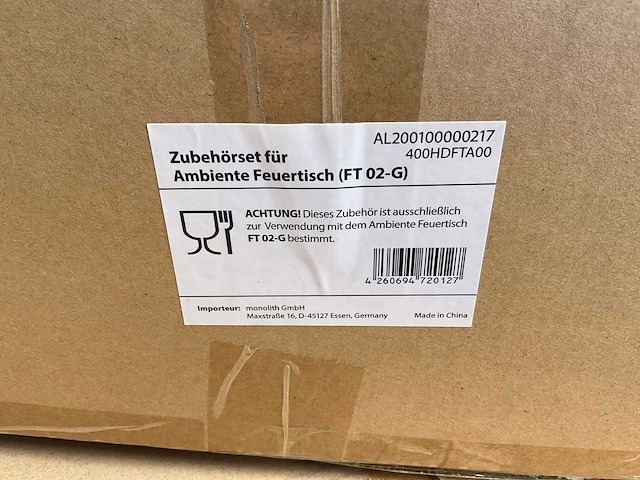 AL200100000217
400HDFTA00
Zubehörset für
Ambiente Feuertisch (FT 02-G)
ACHTUNG! Dieses Zubehör ist ausschließlich
zur Verwendung mit dem Ambiente Feuertisch
FT 02-G bestimmt.
4 260694 720127
Importeur: monolith GmbH
Maxstraße 16, D-45127 Essen, Germany
Made in China